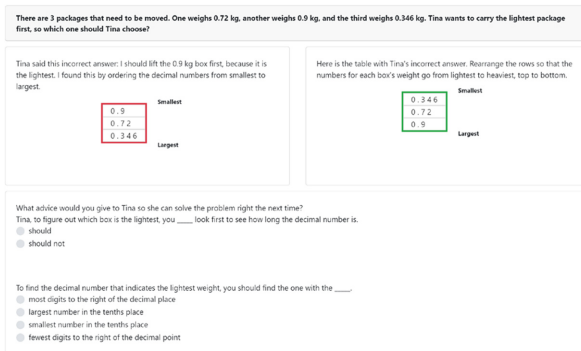 There are 3 packages that need to be moved. One weighs 0.72 kg, another weighs 0.9 kg, and the third weighs 0.346 kg. Tina wants to carry the lightest package
first, so which one should Tina choose?
Tina said this incorrect answer: I should lift the 0.9 kg box first, because it is
the lightest. I found this by ordering the decimal numbers from smallest to
largest.
Smallest
0.9
0.72
0.346
Largest
Here is the table with Tina's incorrect answer. Rearrange the rows so that the
numbers for each box's weight go from lightest to heaviest, top to bottom.
Smallest
0.346
0.72
0.9
Largest
What advice would you give to Tina so she can solve the problem right the next time?
Tina, to figure out which box is the lightest, you ____ look first to see how long the decimal number is.
should
should not
To find the decimal number that indicates the lightest weight, you should find the one with the ____.
most digits to the right of the decimal place
largest number in the tenths place
smallest number in the tenths place
fewest digits to the right of the decimal point